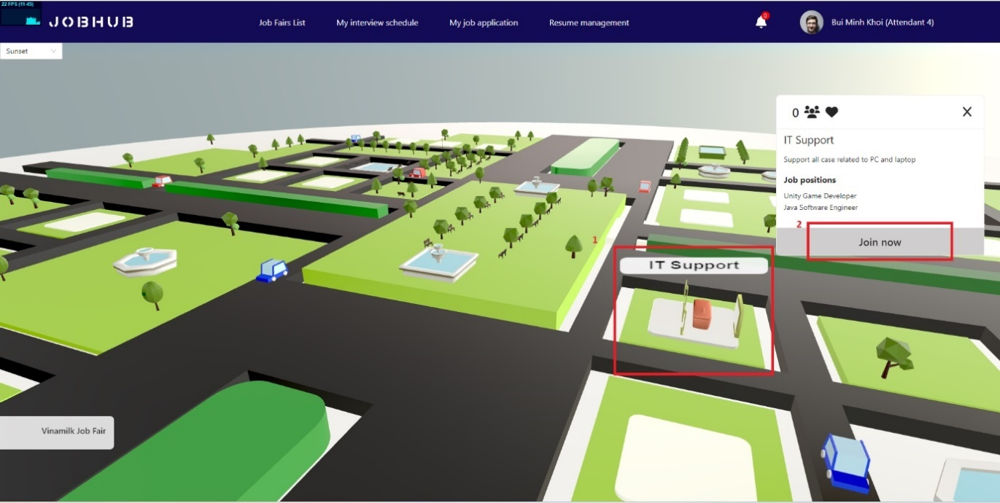 22 FPS (11-45)
JOBHUB
Job Fairs List
My interview schedule
My job application
Resume management
0
Bui Minh Khoi (Attendant 4)
Sunset
0
IT Support
Support all case related to PC and laptop
Job positions
Unity Game Developer
Java Software Engineer
2
Join now
1
IT Support
Vinamilk Job Fair